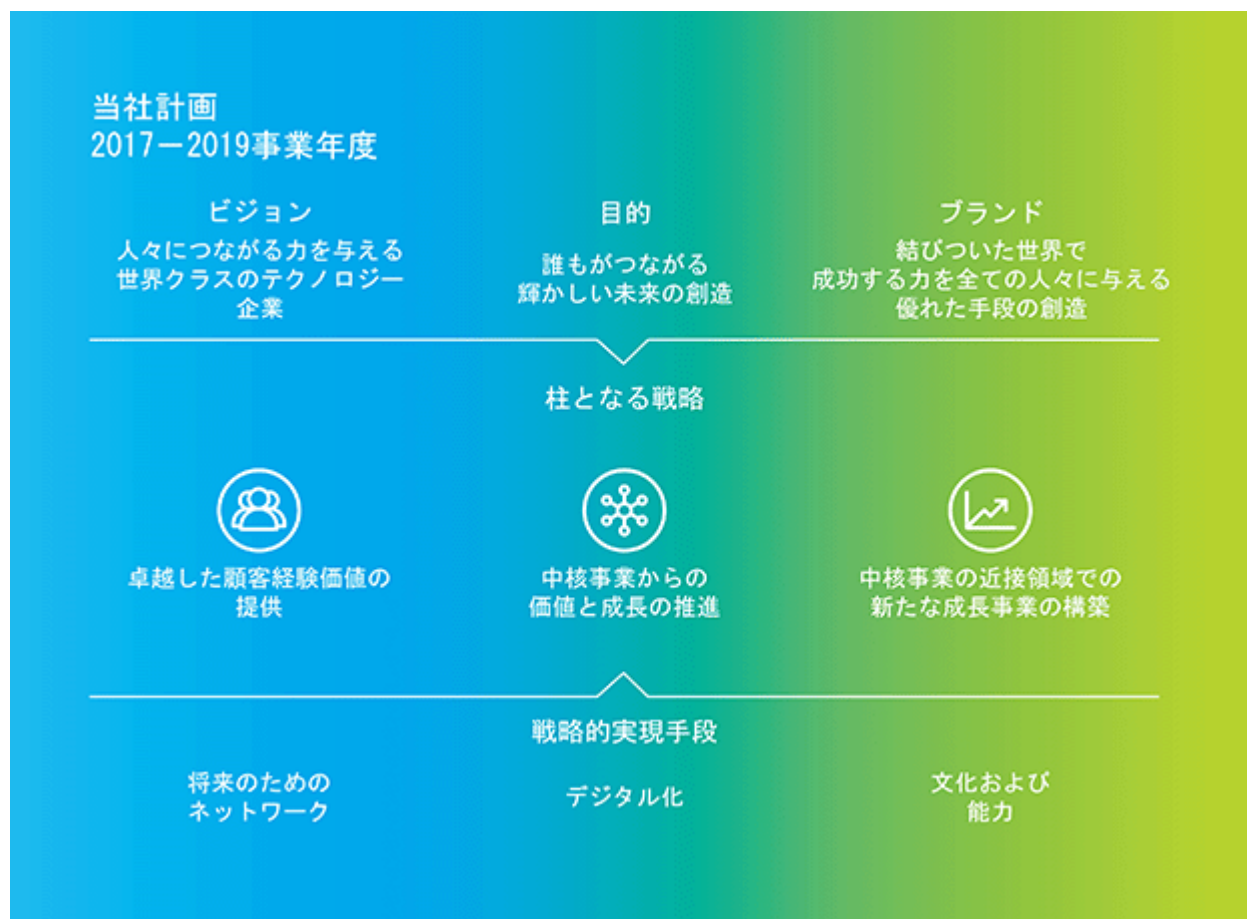 当社計画
2017－2019事業年度
ビジョン
人々につながる力を与える
世界クラスのテクノロジー
企業
目的
誰もがつながる
輝かしい未来の創造
ブランド
結びついた世界で
成功する力を全ての人々に与える
優れた手段の創造
柱となる戦略
卓越した顧客経験価値の
提供
中核事業からの
価値と成長の推進
中核事業の近接領域での
新たな成長事業の構築
戦略的実現手段
将来のための
ネットワーク
デジタル化
文化および
能力